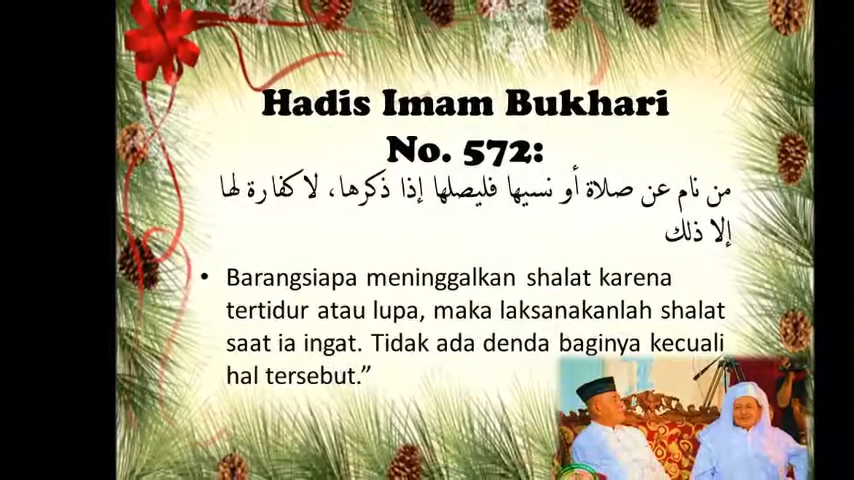 Hadis Imam Bukhari
No. 572:
من نام عن صلاة أو نسيها فليصلها إذا ذكرها، لا كفارة لها
إلا ذلك
• Barangsiapa meninggalkan shalat karena
tertidur atau lupa, maka laksanakanlah shalat
saat ia ingat. Tidak ada denda baginya kecuali
hal tersebut.”